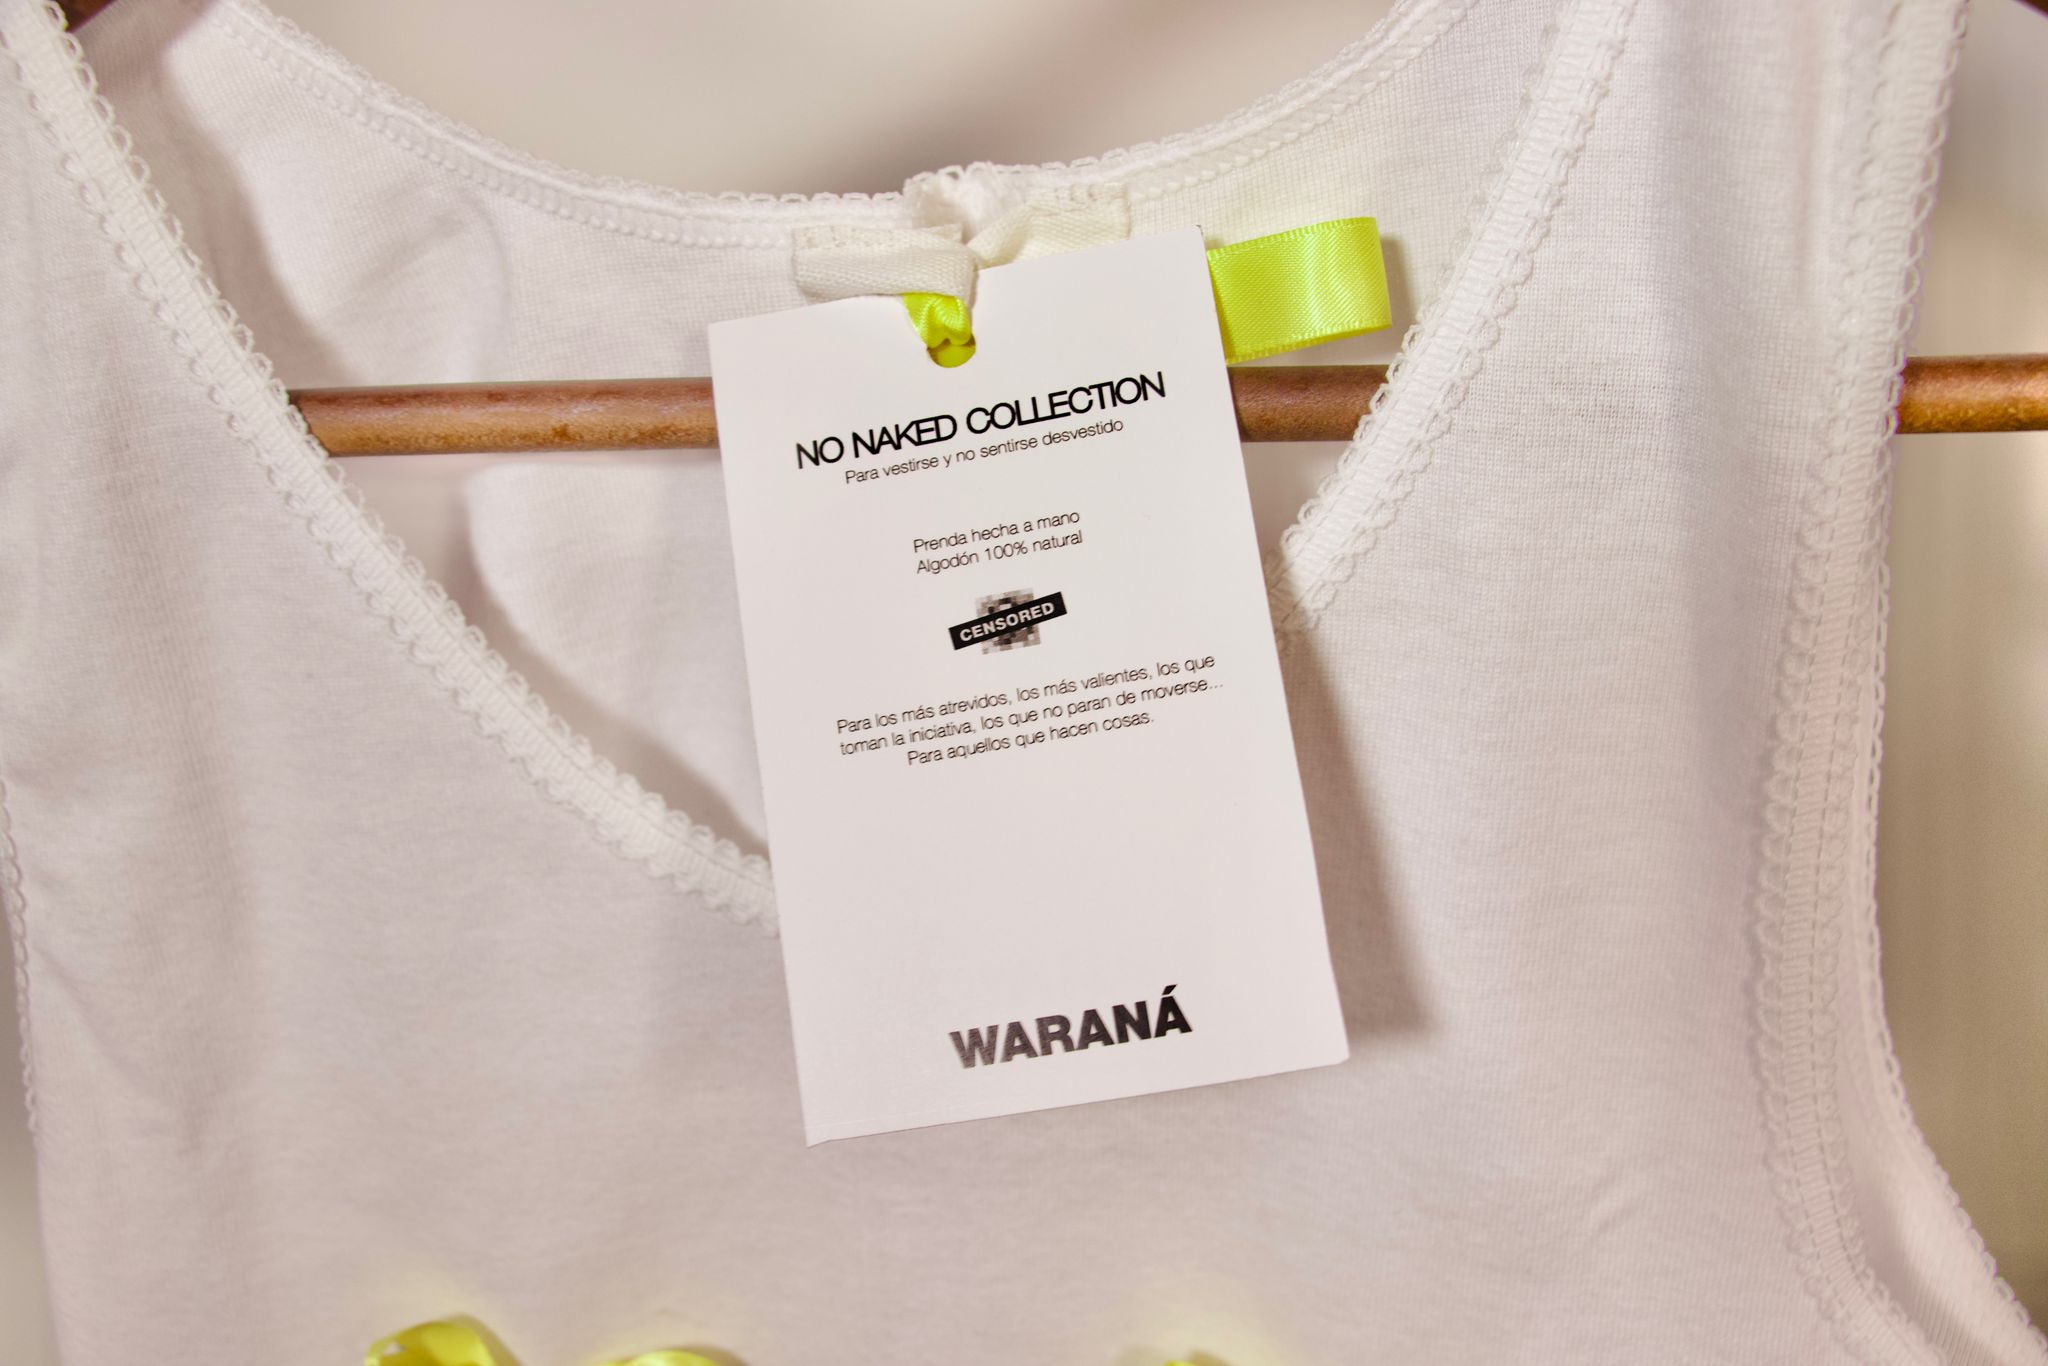 NO NAKED COLLECTION
Para vestirse y no sentirse desvestido
Prenda hecha a mano
Algodón 100% natural
CENSORED
Para los más atrevidos, los más valientes, los que
toman la iniciativa, los que no paran de moverse...
Para aquellos que hacen cosas.
WARANÁ